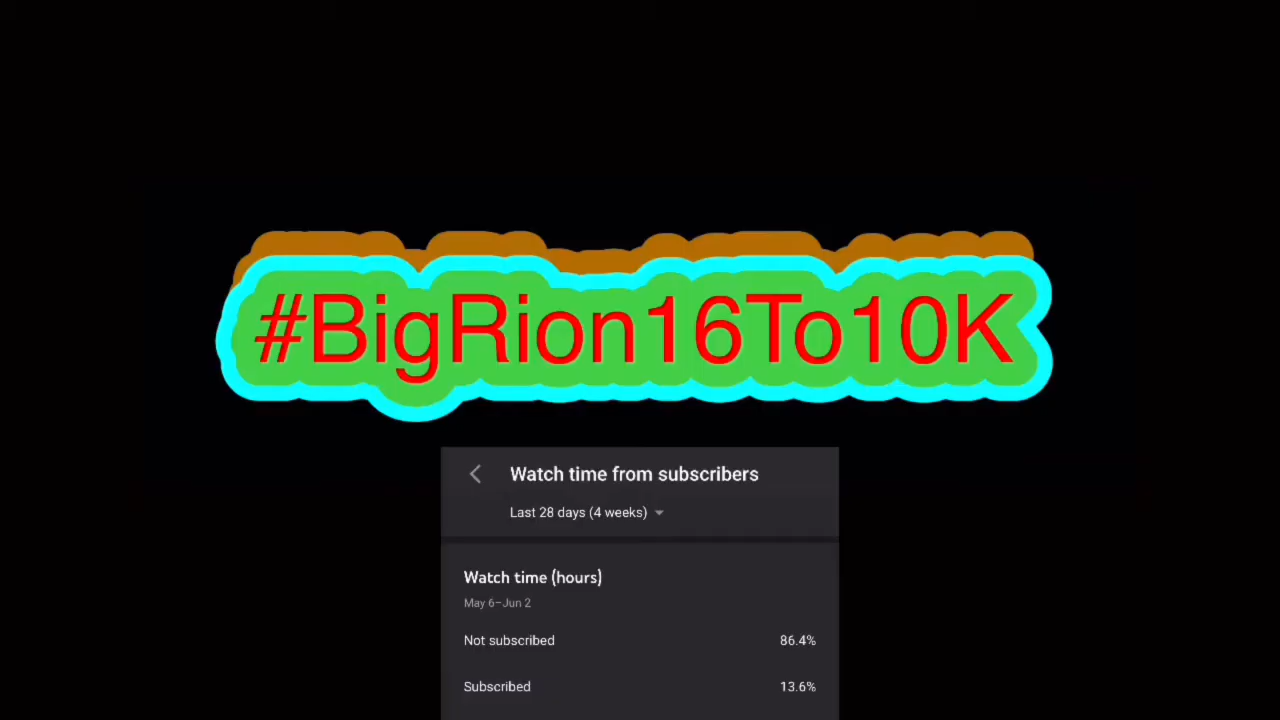 #BigRion16To10K
Watch time from subscribers
Last 28 days (4 weeks)
Watch time (hours)
May 6–Jun 2
Not subscribed 86.4%
Subscribed 13.6%